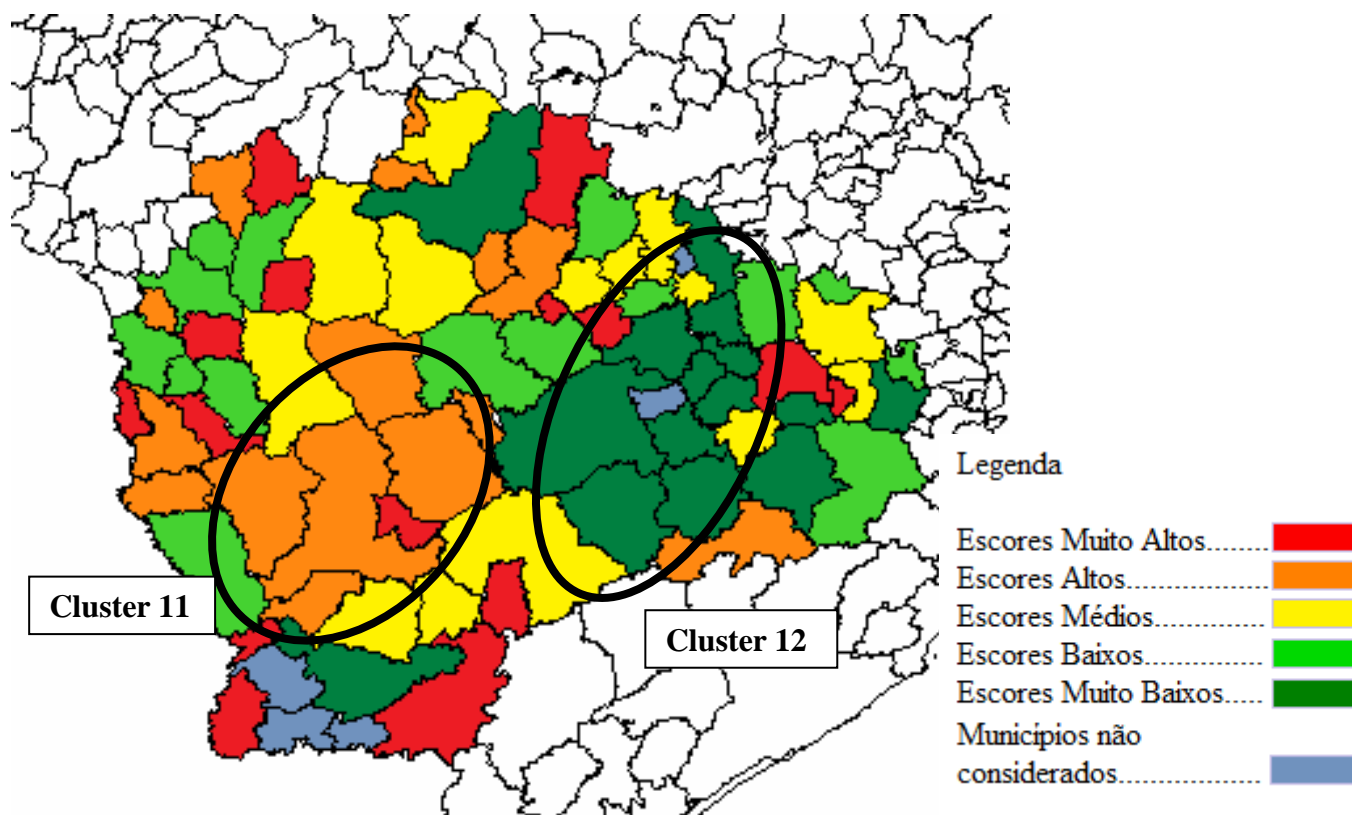 Legenda
Escores Muito Altos........
Escores Altos.....................
Escores Médios.................
Escores Baixos.................
Escores Muito Baixos.....
Municípios não
considerados....................
Cluster 11
Cluster 12